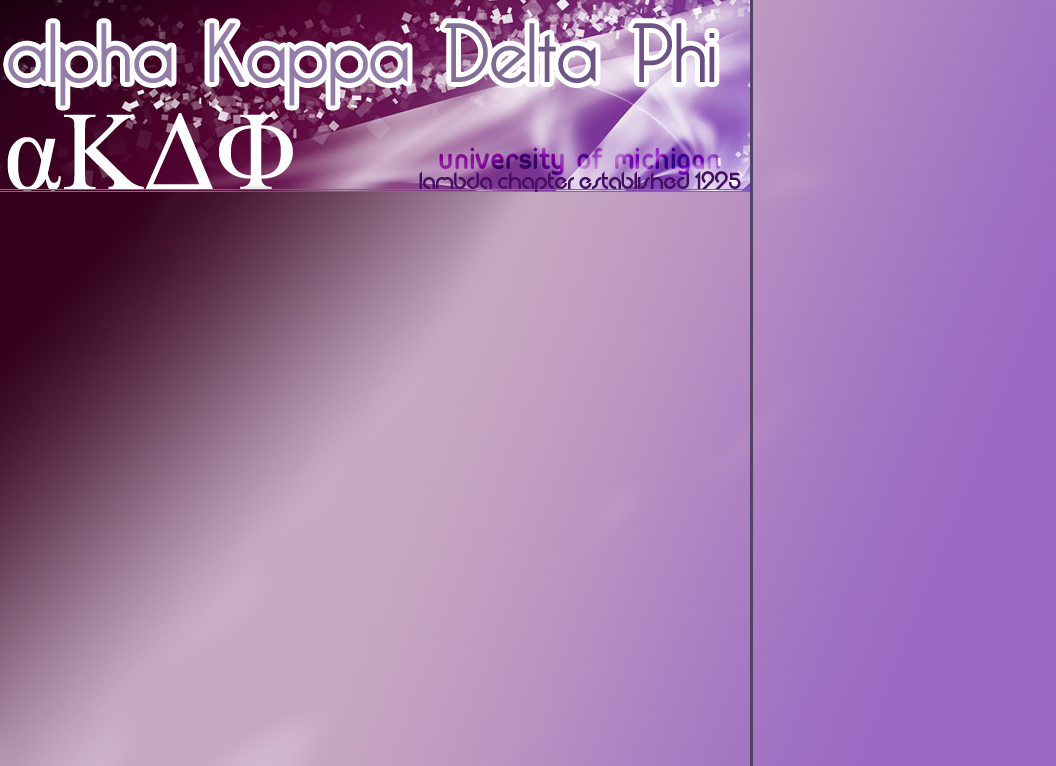 alpha Kappa Delta Phi
αΚΔΦ
university of michigan
lambda chapter established 1995